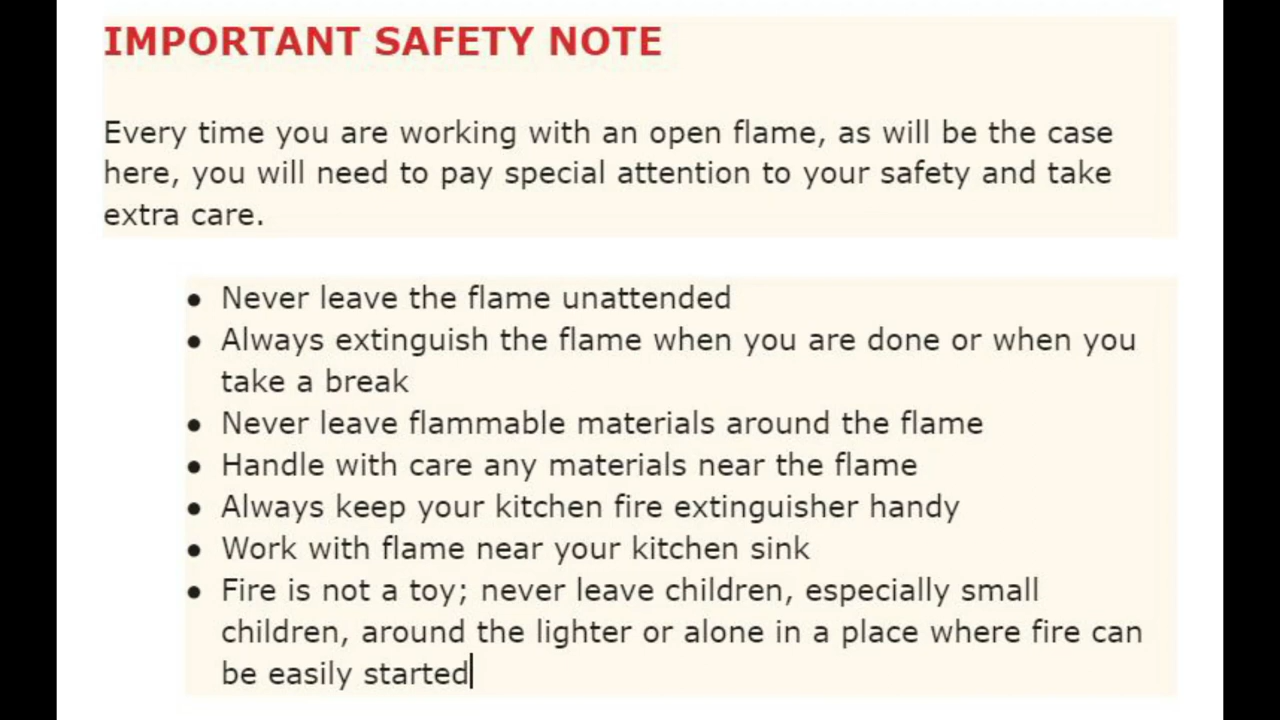 IMPORTANT SAFETY NOTE
Every time you are working with an open flame, as will be the case
here, you will need to pay special attention to your safety and take
extra care.
● Never leave the flame unattended
● Always extinguish the flame when you are done or when you
take a break
● Never leave flammable materials around the flame
● Handle with care any materials near the flame
● Always keep your kitchen fire extinguisher handy
● Work with flame near your kitchen sink
● Fire is not a toy; never leave children, especially small
children, around the lighter or alone in a place where fire can
be easily started